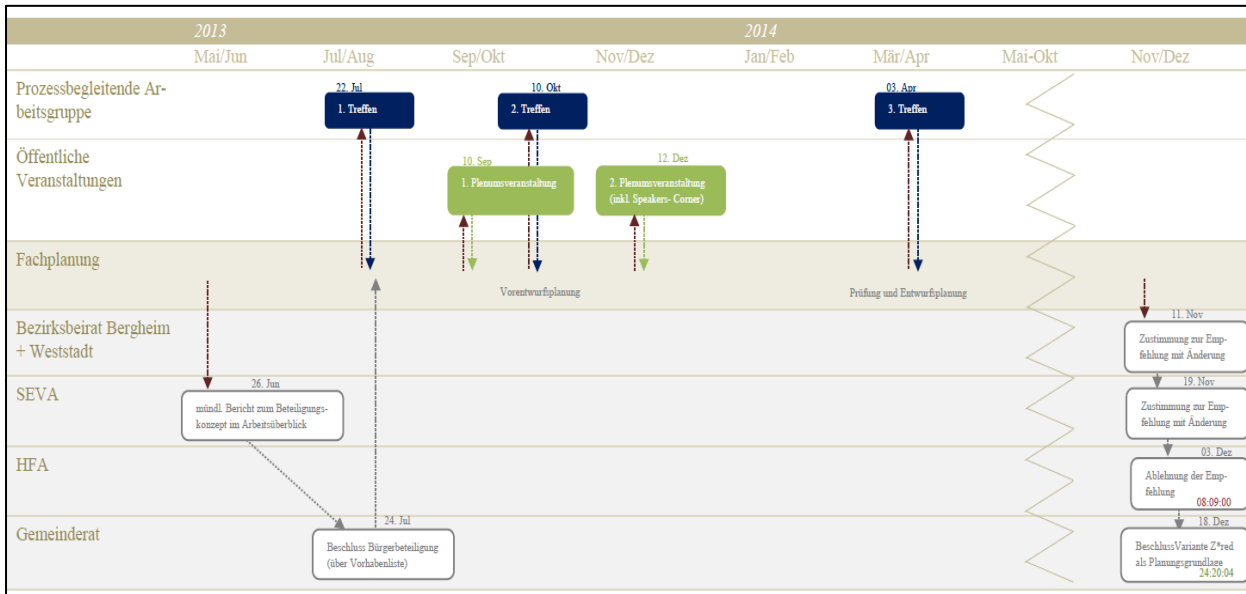 2013
2014
Mai/Jun
Jul/Aug
Sep/Okt
Nov/Dez
Jan/Feb
Mär/Apr
Mai-Okt
Nov/Dez
Prozessbegleitende Ar-
beitsgruppe
22. Jul
1. Treffen
10. Okt
2. Treffen
03. Apr
3. Treffen
Öffentliche
Veranstaltungen
10. Sep
1. Plenumsveranstaltung
12. Dez
2. Plenumsveranstaltung
(inkl. Speakers- Corner)
Fachplanung
Vorentwurfsplanung
Prüfung und Entwurfsplanung
Bezirksbeirat Bergheim
+ Weststadt
11. Nov
Zustimmung zur Emp-
fehlung mit Änderung
SEVA
26. Jun
mündl. Bericht zum Beteiligungs-
konzept im Arbeitsüberblick
19. Nov
Zustimmung zur Emp-
fehlung mit Änderung
HFA
03. Dez
Ablehnung der Emp-
fehlung
08:09:00
Gemeinderat
24. Jul
Beschluss Bürgerbeteiligung
(über Vorhabenliste)
18. Dez
BeschlussVariante Z*red
als Planungsgrundlage
24:20:04